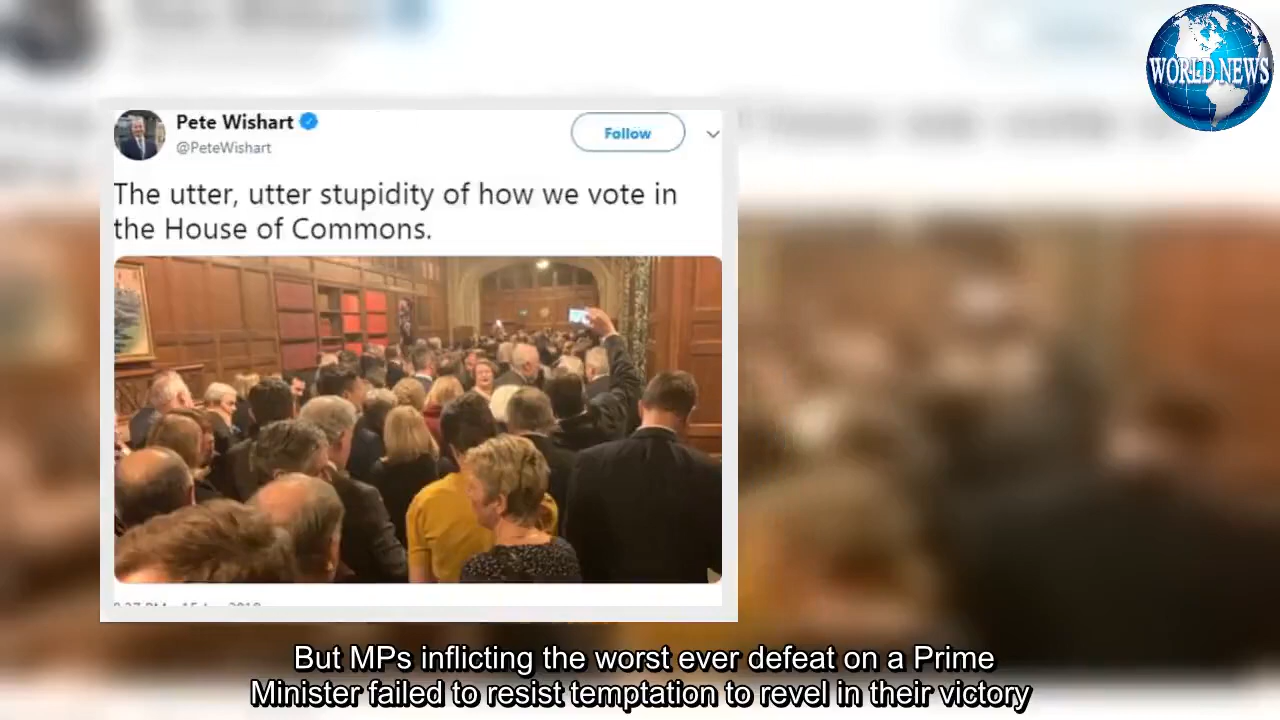 WORLD NEWS
Pete Wishart
@PeteWishart
Follow
The utter, utter stupidity of how we vote in
the House of Commons.
But MPs inflicting the worst ever defeat on a Prime
Minister failed to resist temptation to revel in their victory